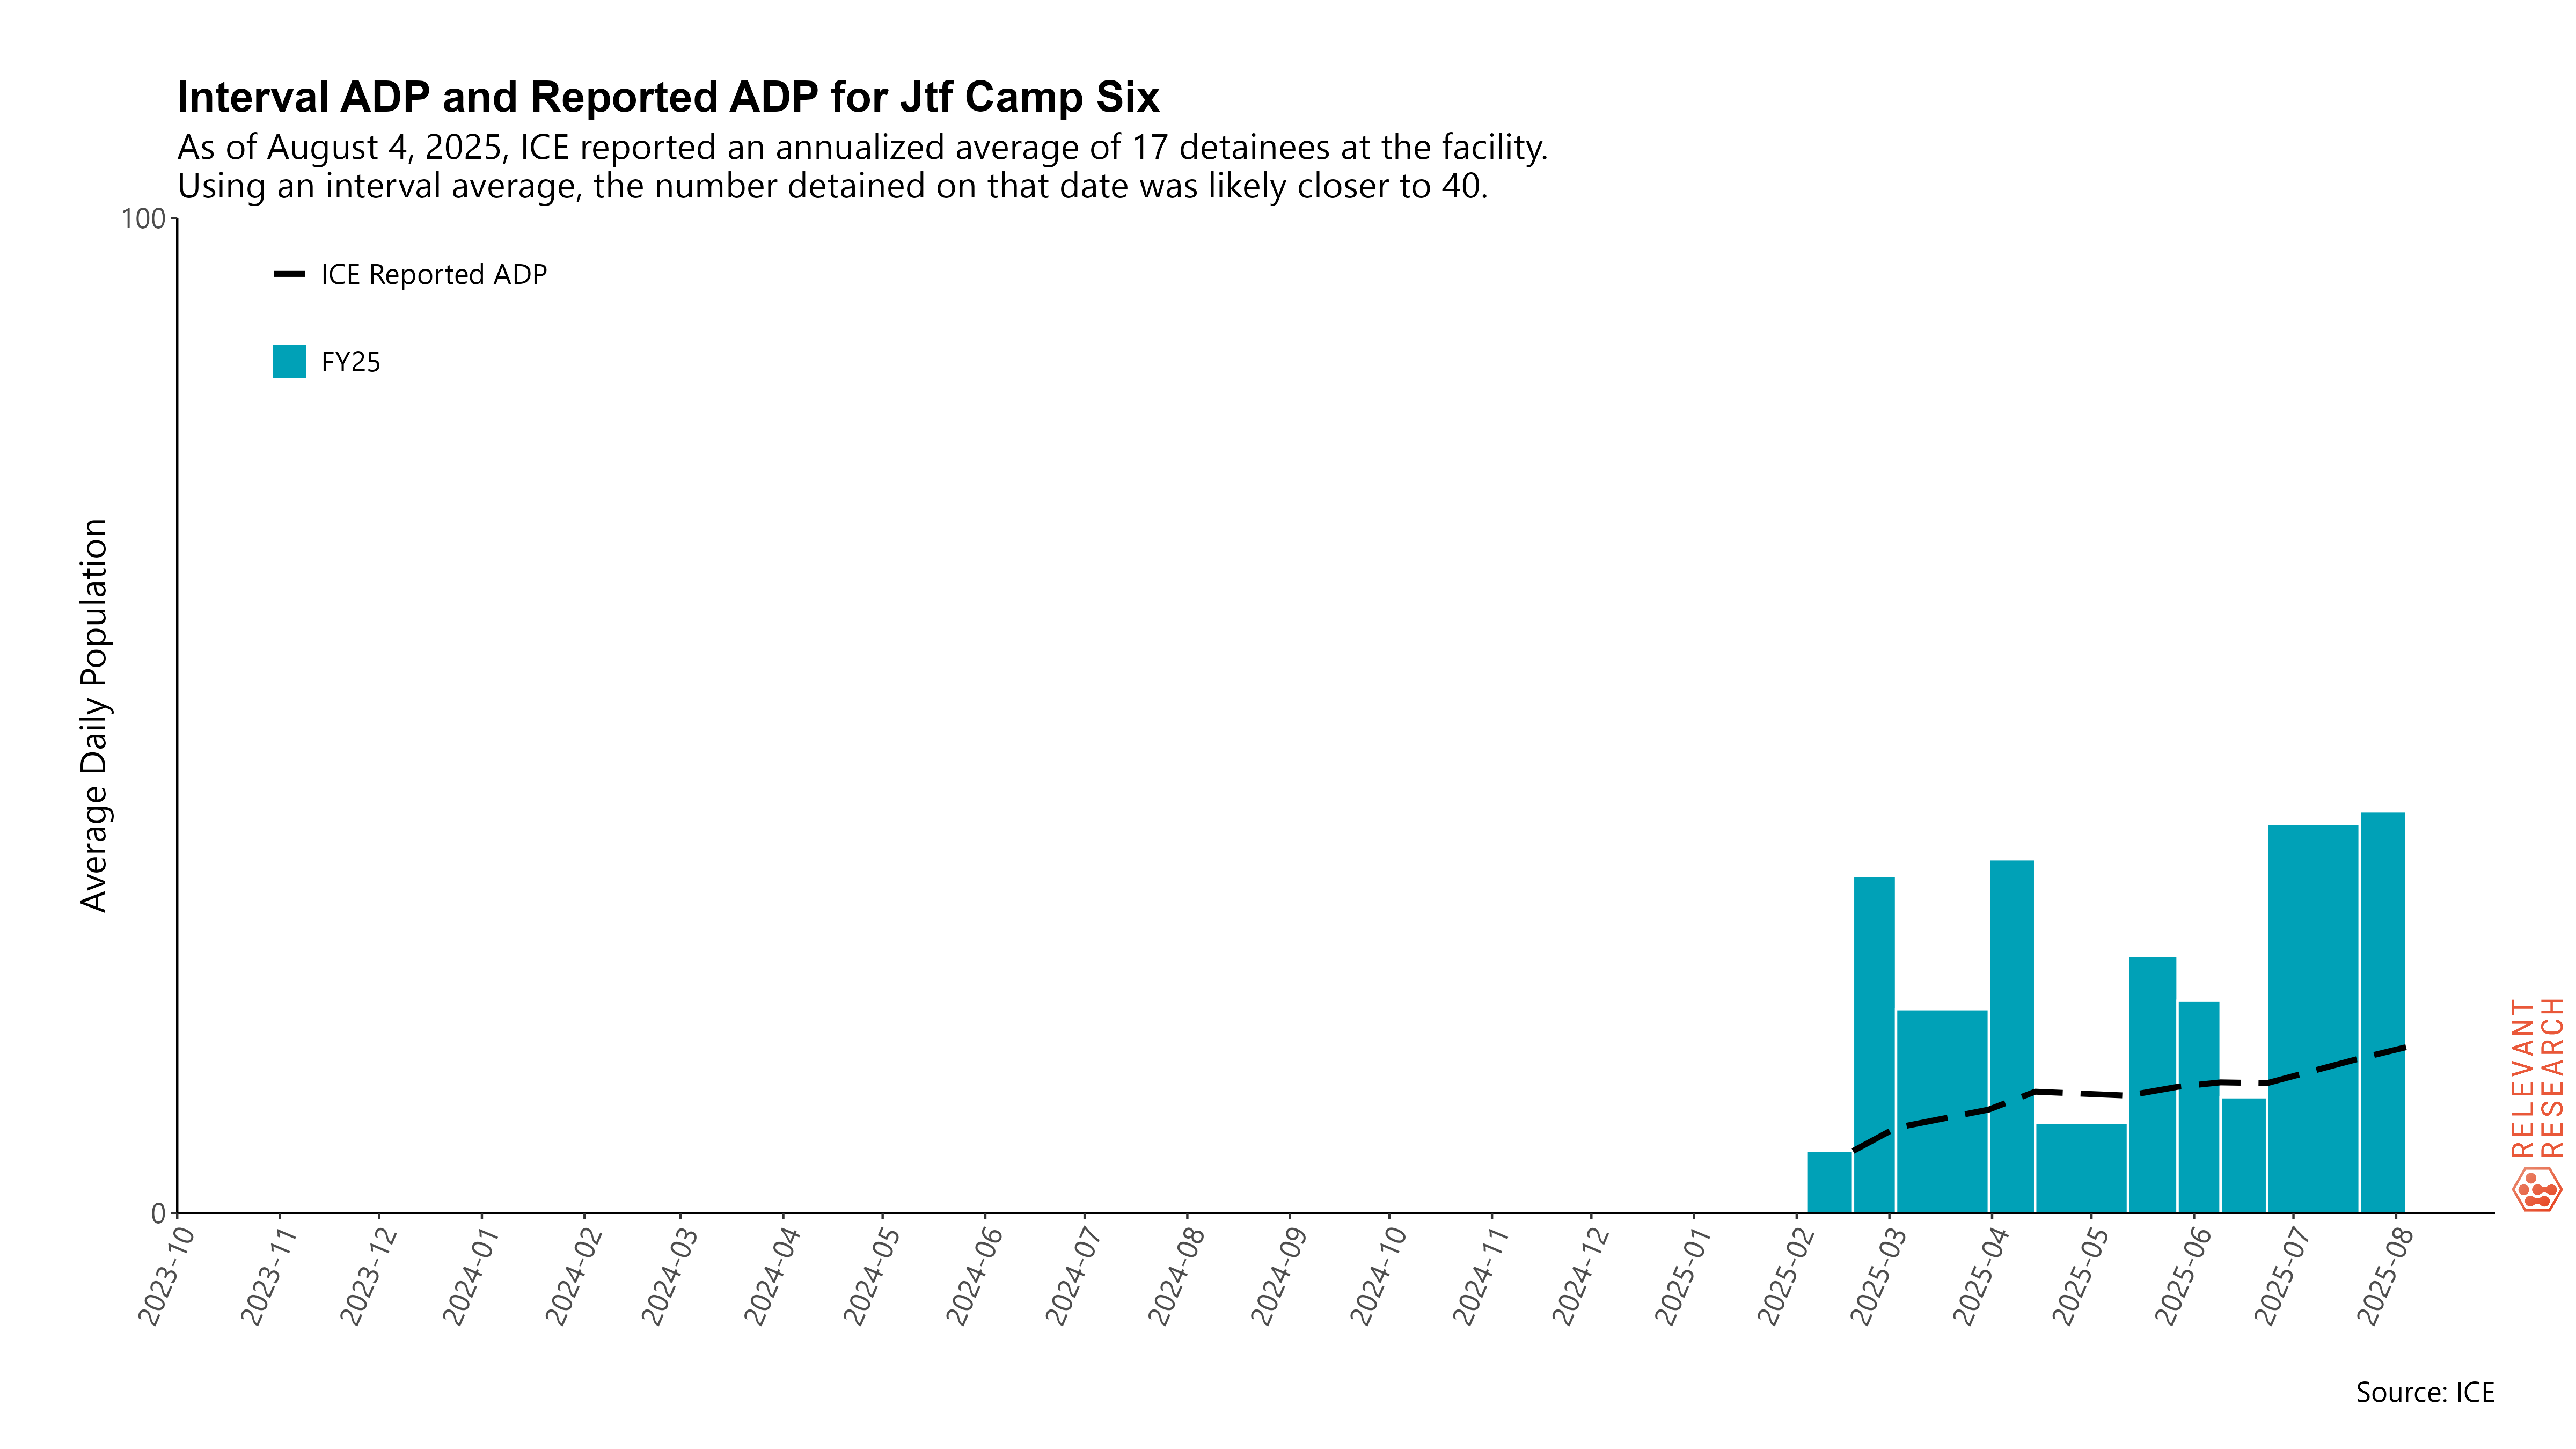 Interval ADP and Reported ADP for Jtf Camp Six
As of August 4, 2025, ICE reported an annualized average of 17 detainees at the facility.
Using an interval average, the number detained on that date was likely closer to 40.
100
ICE Reported ADP
FY25
Average Daily Population
0
2023-10
2023-11
2023-12
2024-01
2024-02
2024-03
2024-04
2024-05
2024-06
2024-07
2024-08
2024-09
2024-10
2024-11
2024-12
2025-01
2025-02
2025-03
2025-04
2025-05
2025-06
2025-07
2025-08
RELEVANT
RESEARCH
Source: ICE